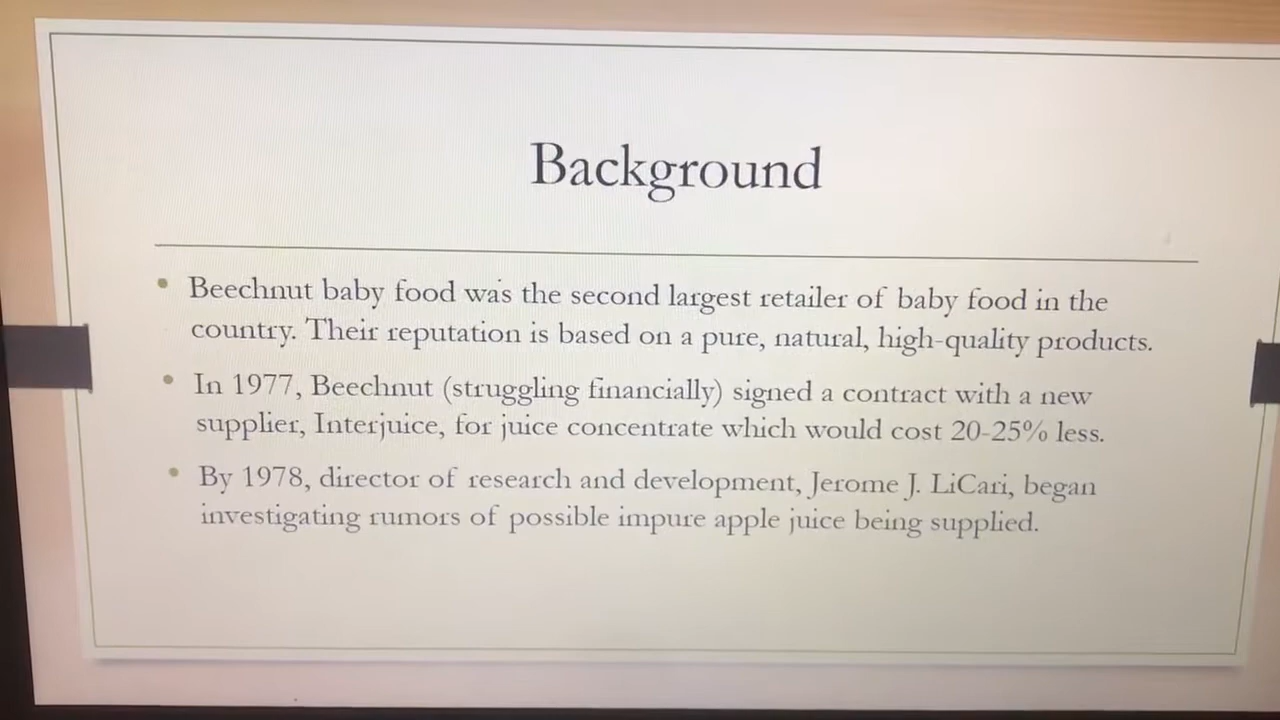 Background
• Beechnut baby food was the second largest retailer of baby food in the
country. Their reputation is based on a pure, natural, high-quality products.
• In 1977, Beechnut (struggling financially) signed a contract with a new
supplier, Interjuice, for juice concentrate which would cost 20-25% less.
• By 1978, director of research and development, Jerome J. LiCari, began
investigating rumors of possible impure apple juice being supplied.